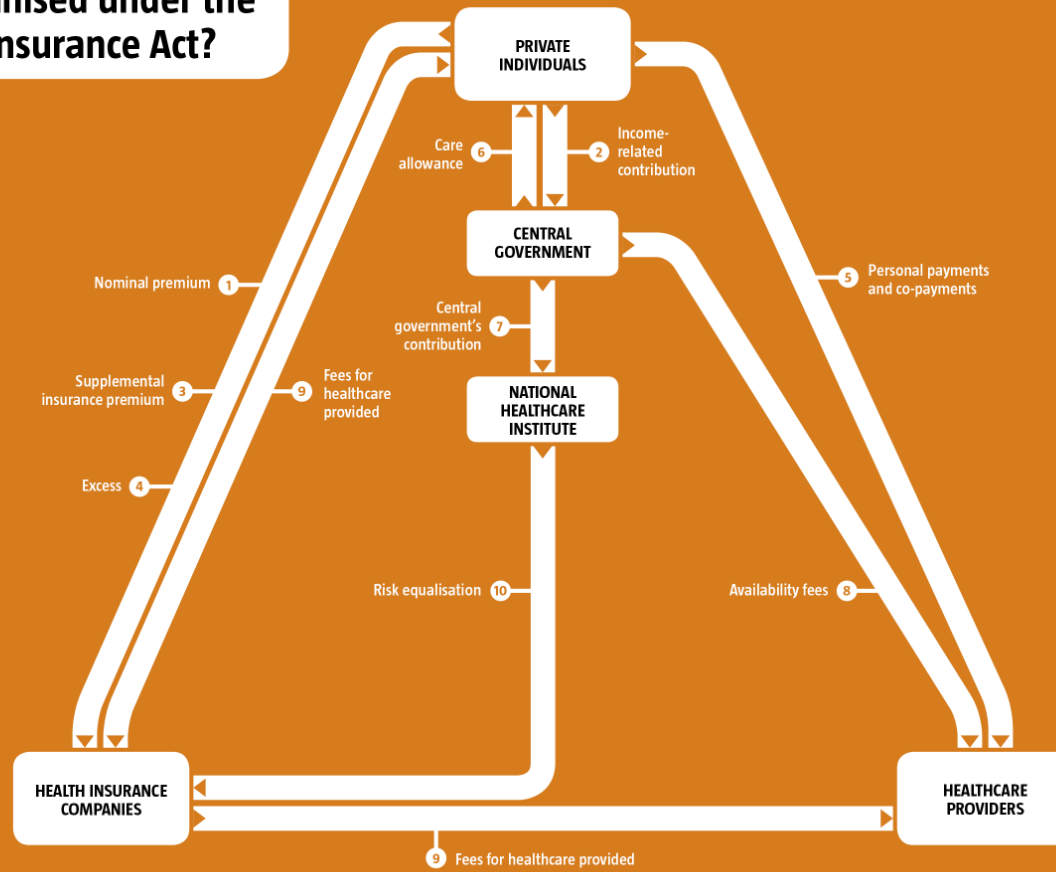 nised under the
nsurance Act?
PRIVATE
INDIVIDUALS
Care
allowance
6
2
Income-
related
contribution
CENTRAL
GOVERNMENT
Nominal premium
1
5
Personal payments
and co-payments
Central
government's
contribution
7
Supplemental
insurance premium
3
9
Fees for
healthcare
provided
NATIONAL
HEALTHCARE
INSTITUTE
Excess
4
Risk equalisation
10
Availability fees
8
HEALTH INSURANCE
COMPANIES
HEALTHCARE
PROVIDERS
9
Fees for healthcare provided